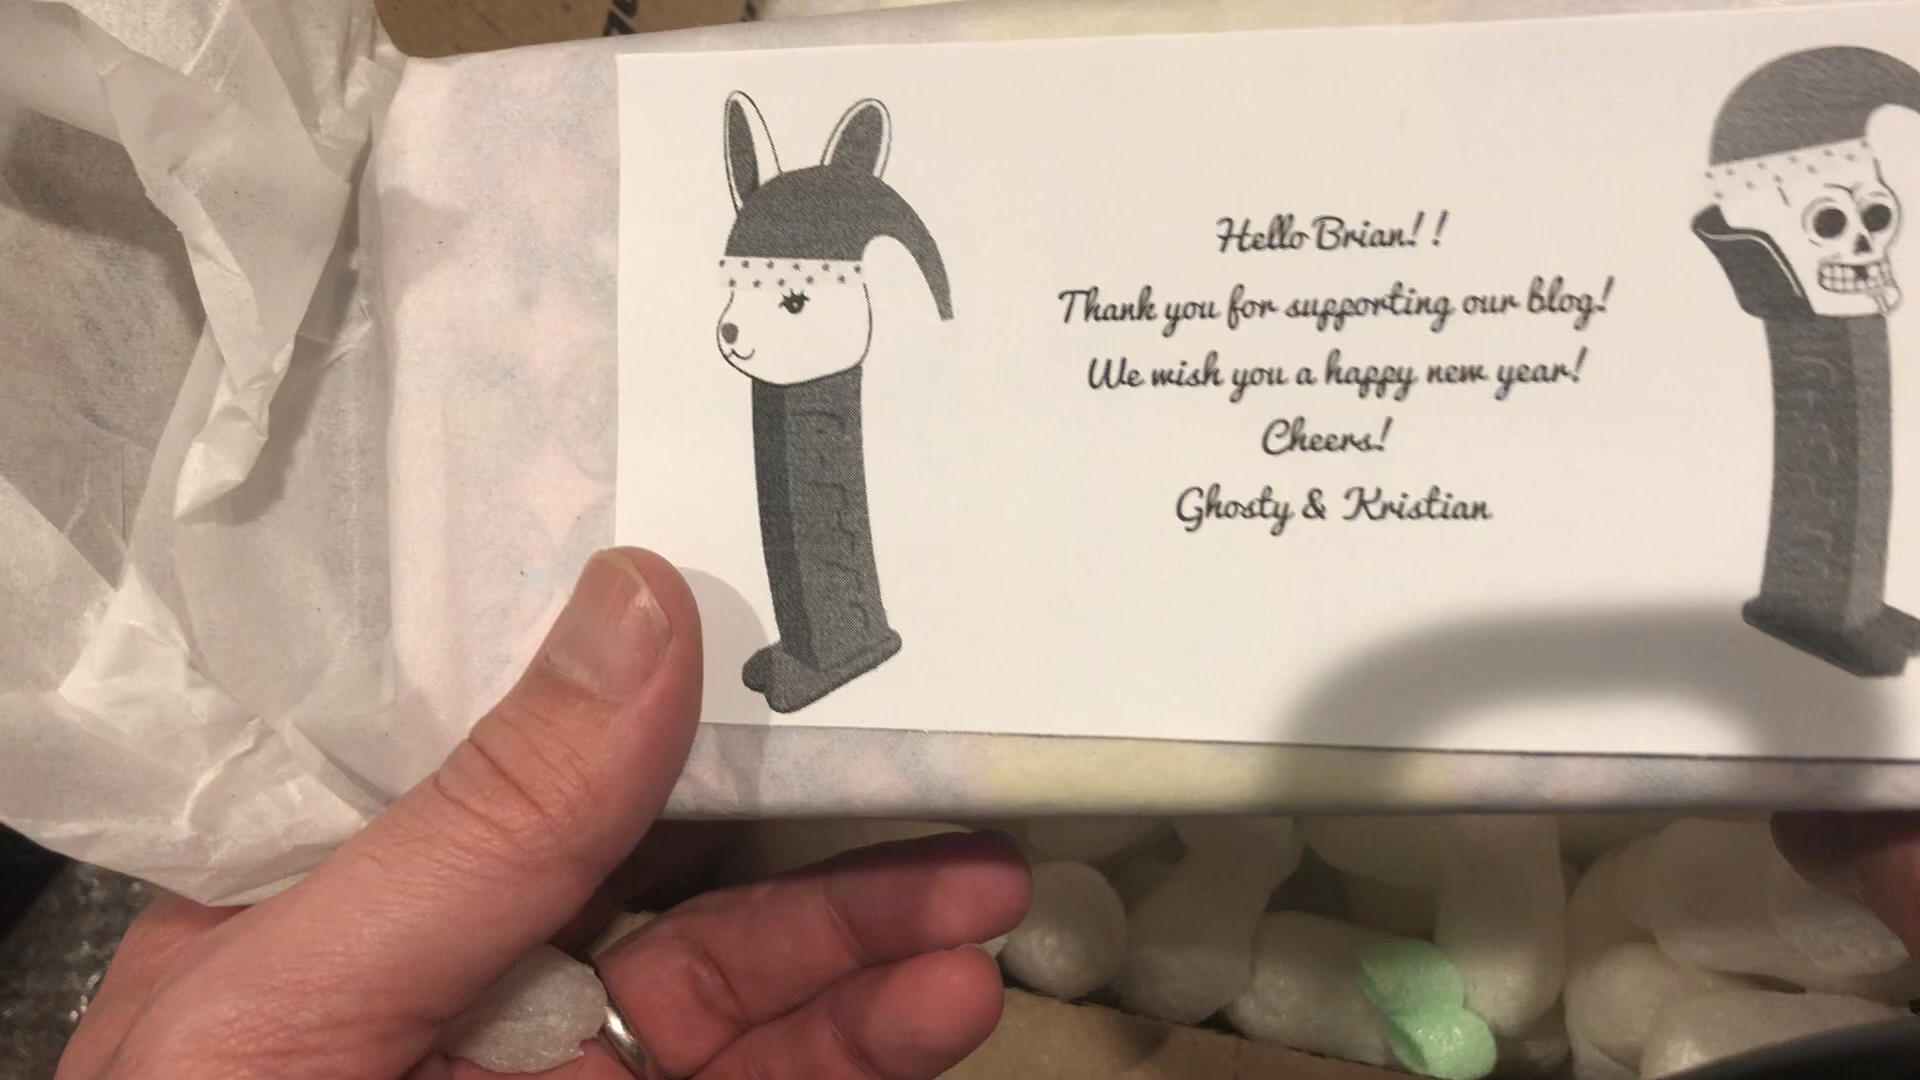 Hello Brian! !
Thank you for supporting our blog!
We wish you a happy new year!
Cheers!
Ghosty & Kristian